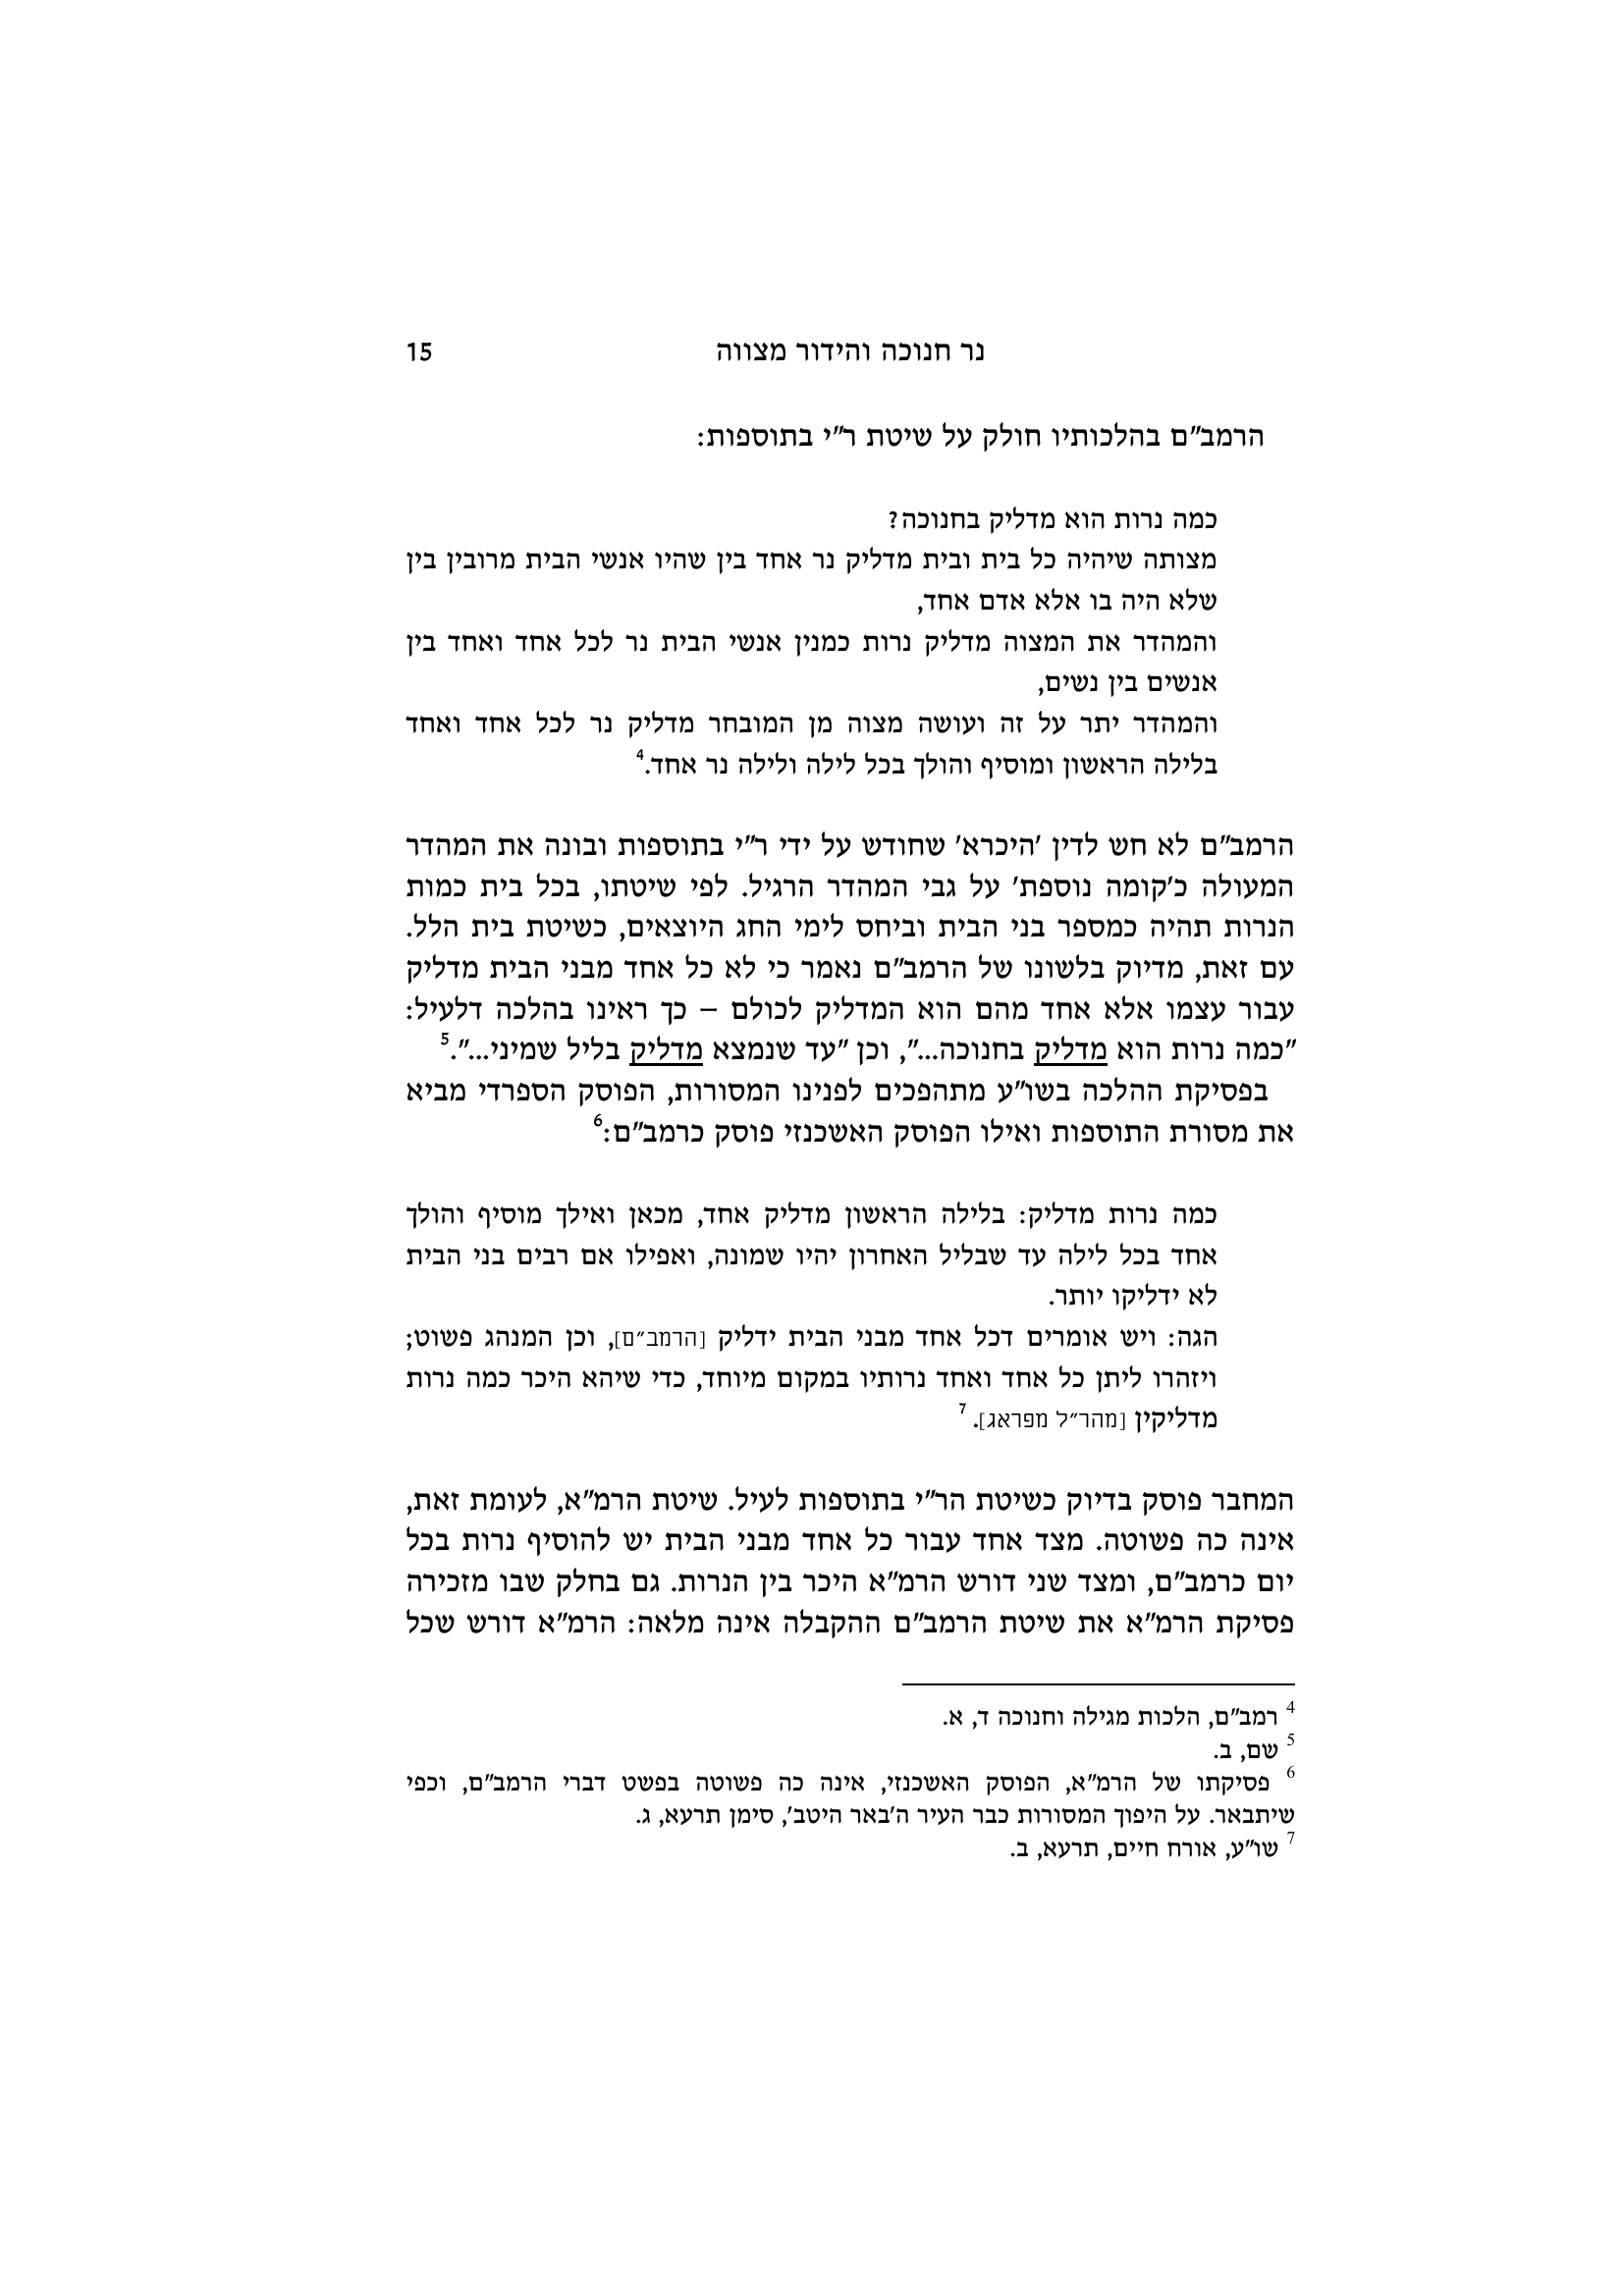 נר חנוכה והידור מצווה 15
הרמב"ם בהלכותיו חולק על שיטת ר"י בתוספות:
כמה נרות הוא מדליק בחנוכה?
מצותה שיהיה כל בית ובית מדליק נר אחד בין שהיו אנשי הבית מרובין בין
שלא היה בו אלא אדם אחד,
והמהדר את המצוה מדליק נרות כמנין אנשי הבית נר לכל אחד ואחד בין
אנשים בין נשים,
והמהדר יתר על זה ועושה מצוה מן המובחר מדליק נר לכל אחד ואחד
בלילה הראשון ומוסיף והולך בכל לילה ולילה נר אחד.4
הרמב"ם לא חש לדין 'היכרא' שחודש על ידי ר"י בתוספות ובונה את המהדר
המעולה כ'קומה נוספת' על גבי המהדר הרגיל. לפי שיטתו, בכל בית כמות
הנרות תהיה כמספר בני הבית וביחס לימי החג היוצאים, כשיטת בית הלל.
עם זאת, מדיוק בלשונו של הרמב"ם נאמר כי לא כל אחד מבני הבית מדליק
עבור עצמו אלא אחד מהם הוא המדליק לכולם – כך ראינו בהלכה דלעיל:
"כמה נרות הוא מדליק בחנוכה...", וכן "עד שנמצא מדליק בליל שמיני...".5
בפסיקת ההלכה בשו"ע מתהפכים לפנינו המסורות, הפוסק הספרדי מביא
את מסורת התוספות ואילו הפוסק האשכנזי פוסק כרמב"ם:6
כמה נרות מדליק: בלילה הראשון מדליק אחד, מכאן ואילך מוסיף והולך
אחד בכל לילה עד שבליל האחרון יהיו שמונה, ואפילו אם רבים בני הבית
לא ידליקו יותר.
הגה: ויש אומרים דכל אחד מבני הבית ידליק [הרמב"ם], וכן המנהג פשוט;
ויזהרו ליתן כל אחד ואחד נרותיו במקום מיוחד, כדי שיהא היכר כמה נרות
מדליקין [מהר"ל מפראג]. 7
המחבר פוסק בדיוק כשיטת הר"י בתוספות לעיל. שיטת הרמ"א, לעומת זאת,
אינה כה פשוטה. מצד אחד עבור כל אחד מבני הבית יש להוסיף נרות בכל
יום כרמב"ם, ומצד שני דורש הרמ"א היכר בין הנרות. גם בחלק שבו מזכירה
פסיקת הרמ"א את שיטת הרמב"ם ההקבלה אינה מלאה: הרמ"א דורש שכל
4 רמב"ם, הלכות מגילה וחנוכה ד, א.
5 שם, ב.
6 פסיקתו של הרמ"א, הפוסק האשכנזי, אינה כה פשוטה בפשט דברי הרמב"ם, וכפי
שיתבאר. על היפוך המסורות כבר העיר ה'באר היטב', סימן תרעא, ג.
7 שו"ע, אורח חיים, תרעא, ב.